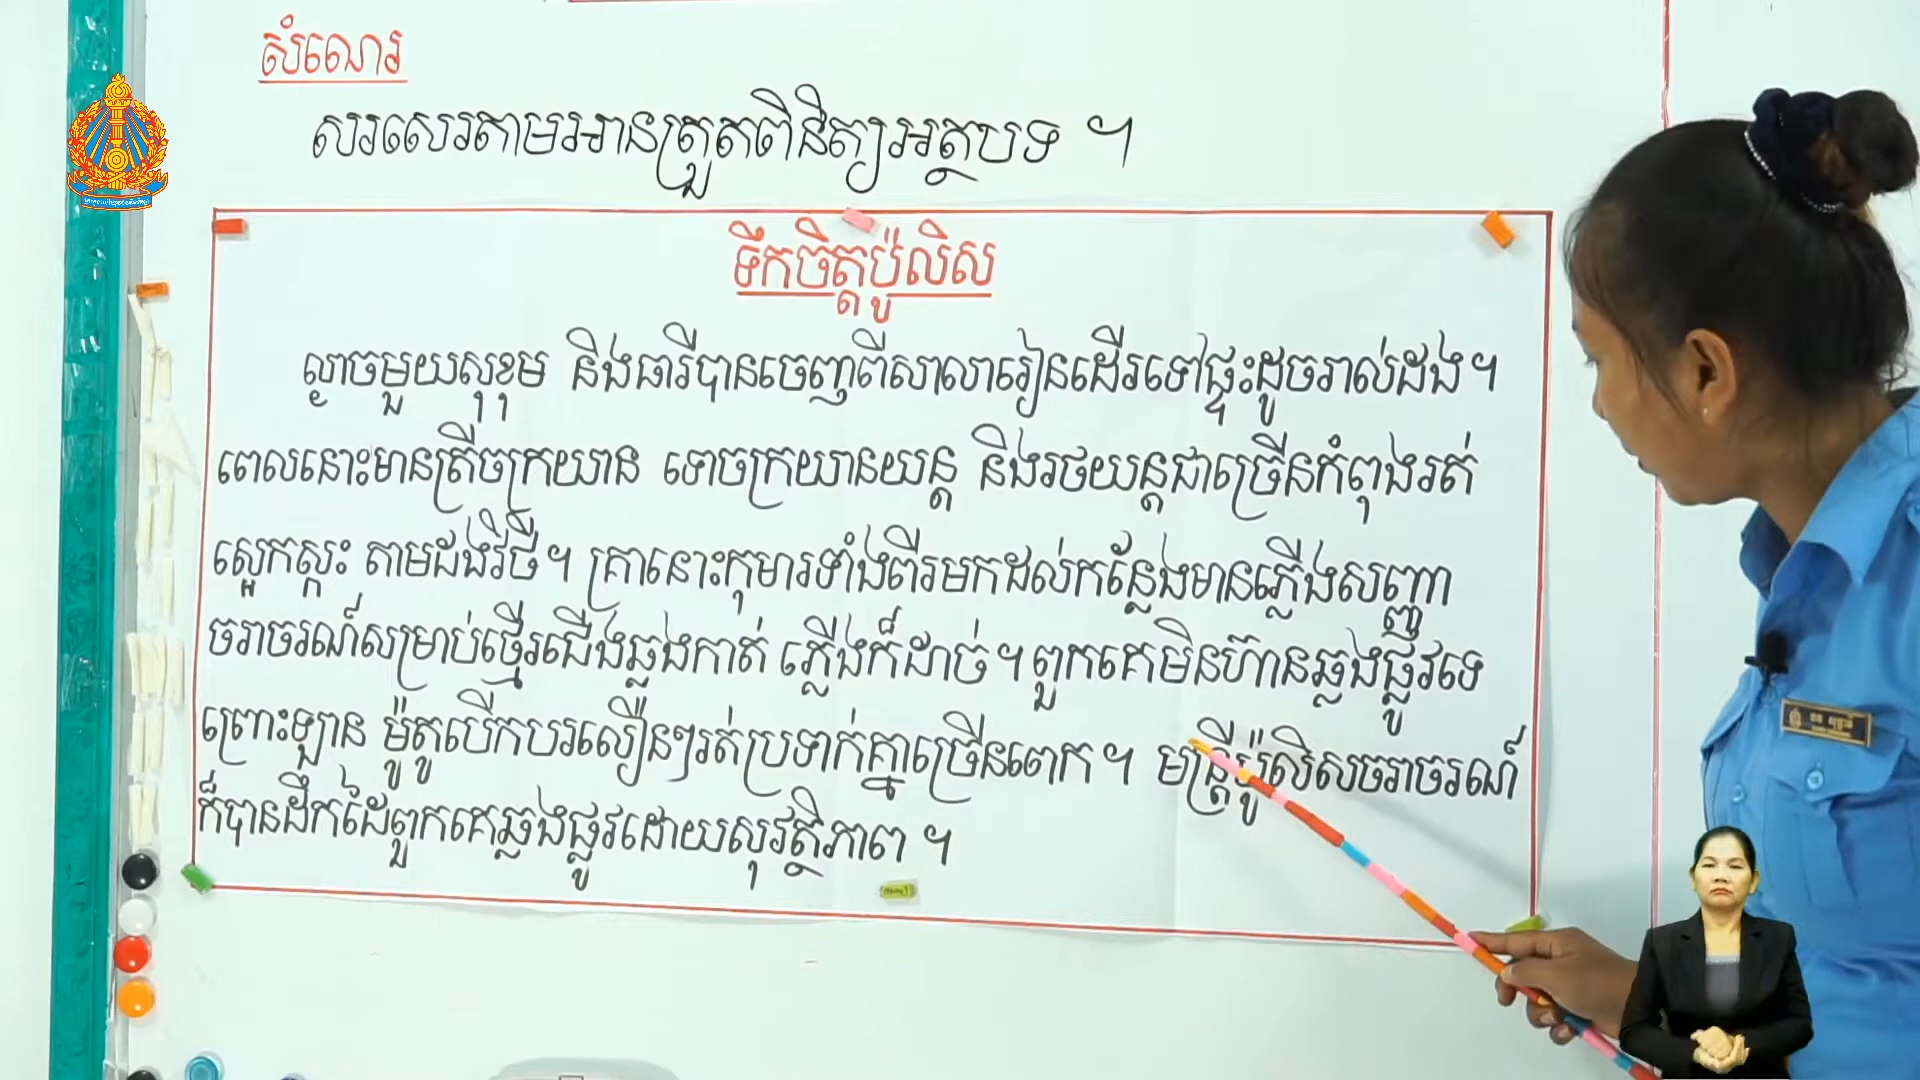 សំណេរ
សរសេរតាមអានត្រួតពិនិត្យអត្ថបទ ។
ទឹកចិត្តប៉ូលិស
ល្ងាចមួយសុខុម និងធារីបានចេញពីសាលារៀនដើរទៅផ្ទះដូចរាល់ដង។
ពេលនោះមានត្រីចក្រយាន ទោចក្រយានយន្ត និងរថយន្តជាច្រើនកំពុងរត់
ស្អេកស្កះ តាមដងវិថី។ គ្រានោះកុមារទាំងពីរមកដល់កន្លែងមានភ្លើងសញ្ញា
ចរាចរណ៍សម្រាប់ថ្មើរជើងឆ្លងកាត់ ភ្លើងក៏ដាច់។ ពួកគេមិនហ៊ានឆ្លងផ្លូវទេ
ព្រោះឡាន ម៉ូតូបើកបរលឿនៗរត់ប្រទាក់គ្នាច្រើនពេក។ មន្ត្រីប៉ូលិសចរាចរណ៍
ក៏បានដឹកដៃពួកគេឆ្លងផ្លូវដោយសុវត្ថិភាព ។